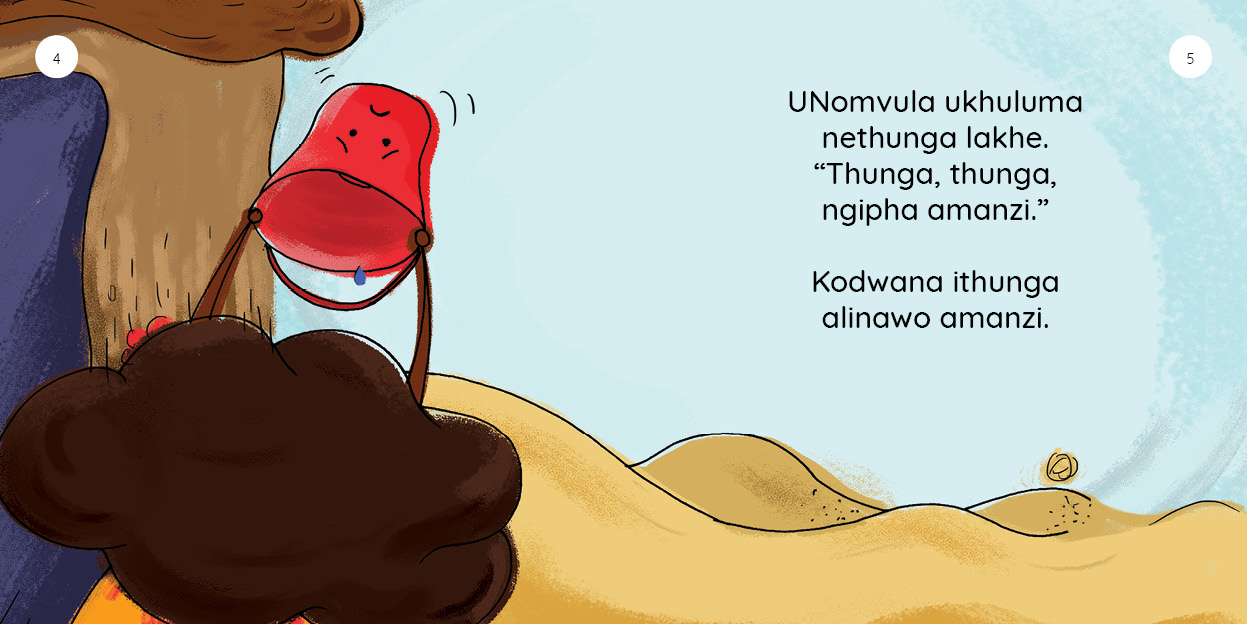 4
5
UNomvula ukhuluma
nethunga lakhe.
“Thunga, thunga,
ngipha amanzi.”
Kodwana ithunga
alinawo amanzi.